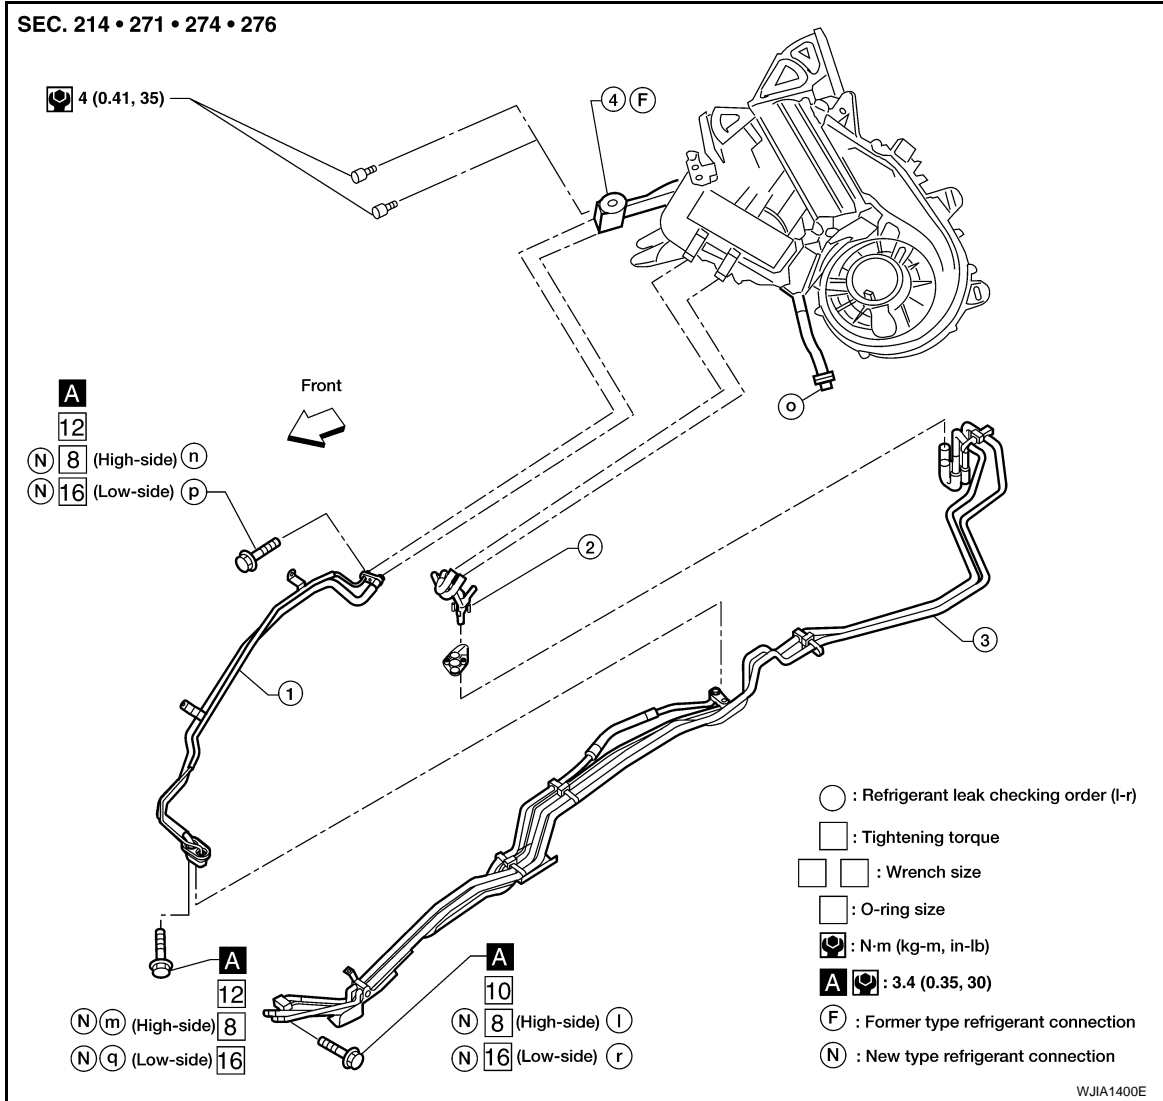 SEC. 214 • 271 • 274 • 276
4 (0.41, 35)
4 F
o
Front
A
12
N 8 (High-side) n
N 16 (Low-side) p
2
3
1
A
12
N m (High-side) 8
N q (Low-side) 16
A
10
N 8 (High-side) l
N 16 (Low-side) r
: Refrigerant leak checking order (l-r)
: Tightening torque
: Wrench size
: O-ring size
: N·m (kg-m, in-lb)
A : 3.4 (0.35, 30)
F : Former type refrigerant connection
N : New type refrigerant connection
WJIA1400E